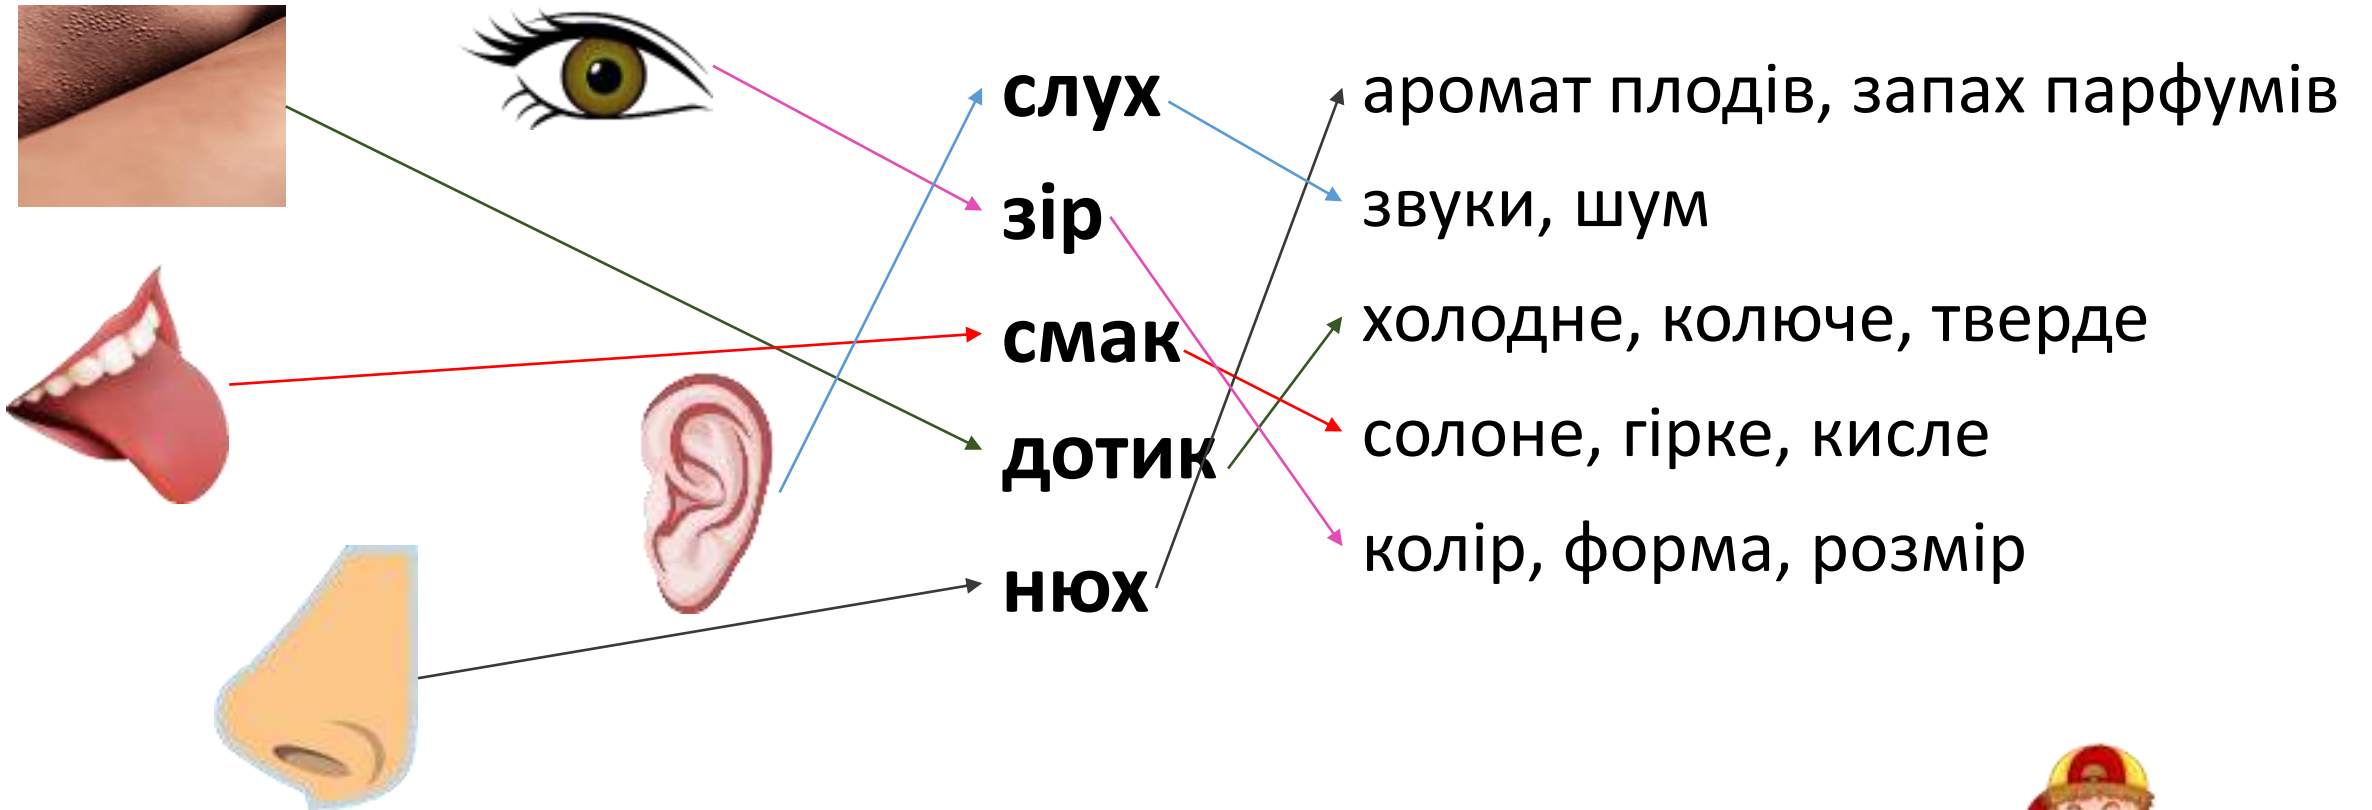 слух
зір
смак
дотик
нюх
аромат плодів, запах парфумів
звуки, шум
холодне, колюче, тверде
солоне, гірке, кисле
колір, форма, розмір